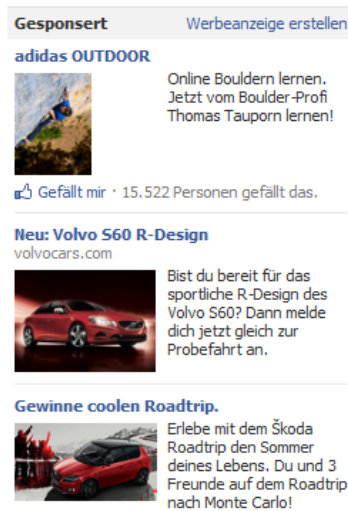 Gesponsert Werbeanzeige erstellen
adidas OUTDOOR
Online Bouldern lernen.
Jetzt vom Boulder-Profi
Thomas Tauporn lernen!
Gefällt mir · 15.522 Personen gefällt das.
Neu: Volvo S60 R-Design
volvocars.com
Bist du bereit für das
sportliche R-Design des
Volvo S60? Dann melde
dich jetzt gleich zur
Probefahrt an.
Gewinne coolen Roadtrip.
Erlebe mit dem Škoda
Roadtrip den Sommer
deines Lebens. Du und 3
Freunde auf dem Roadtrip
nach Monte Carlo!